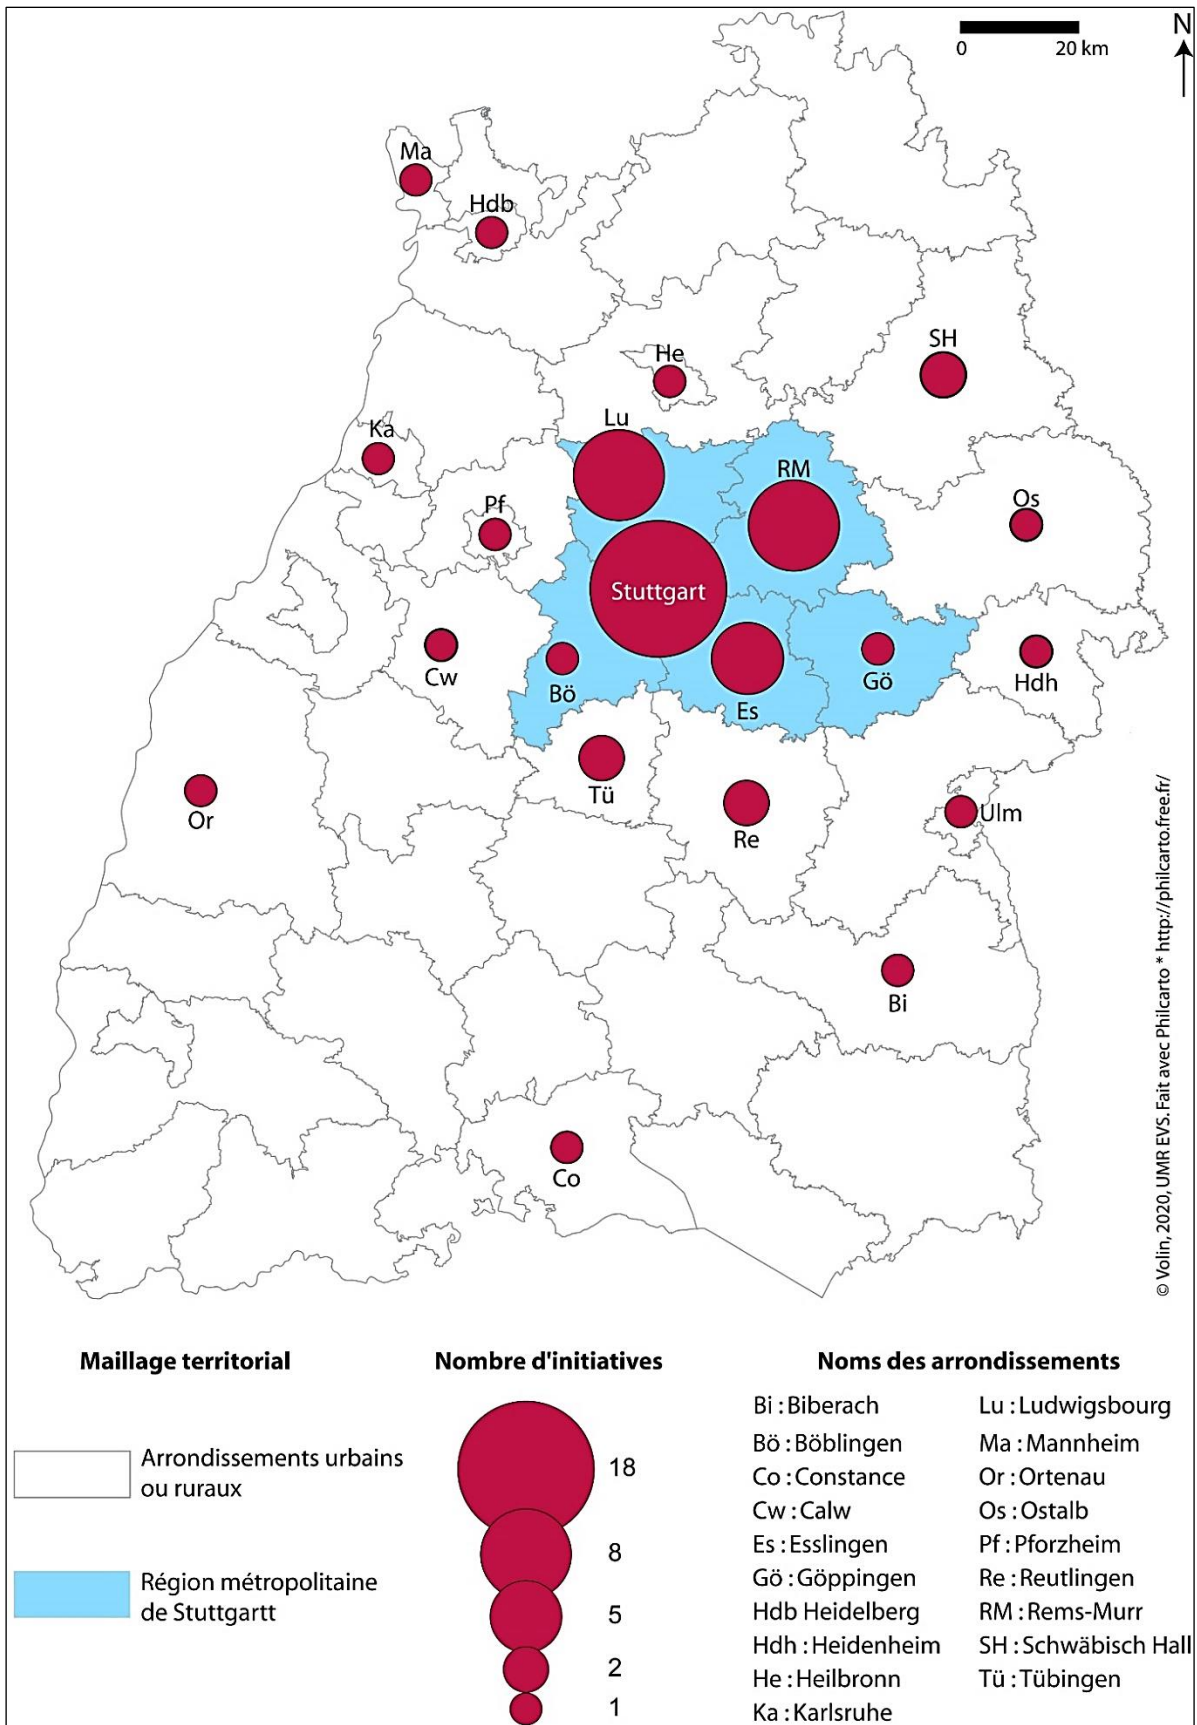 N
0 20 km
Ma
Hdb
He
SH
Lu
Ka
RM
Pf
Os
Stuttgart
Cw
Bö
Es
Gö
Hdh
Tü
Or
Re
Ulm
Bi
Co
© Volin, 2020, UMR EVS. Fait avec Philcarto * http://philcarto.free.fr/
Maillage territorial
Arrondissements urbains
ou ruraux
Région métropolitaine
de Stuttgartt
Nombre d'initiatives
18
8
5
2
1
Noms des arrondissements
Bi : Biberach
Bö : Böblingen
Co : Constance
Cw : Calw
Es : Esslingen
Gö : Göppingen
Hdb Heidelberg
Hdh : Heidenheim
He : Heilbronn
Ka : Karlsruhe
Lu : Ludwigsbourg
Ma : Mannheim
Or : Ortenau
Os : Ostalb
Pf : Pforzheim
Re : Reutlingen
RM : Rems-Murr
SH : Schwäbisch Hall
Tü : Tübingen